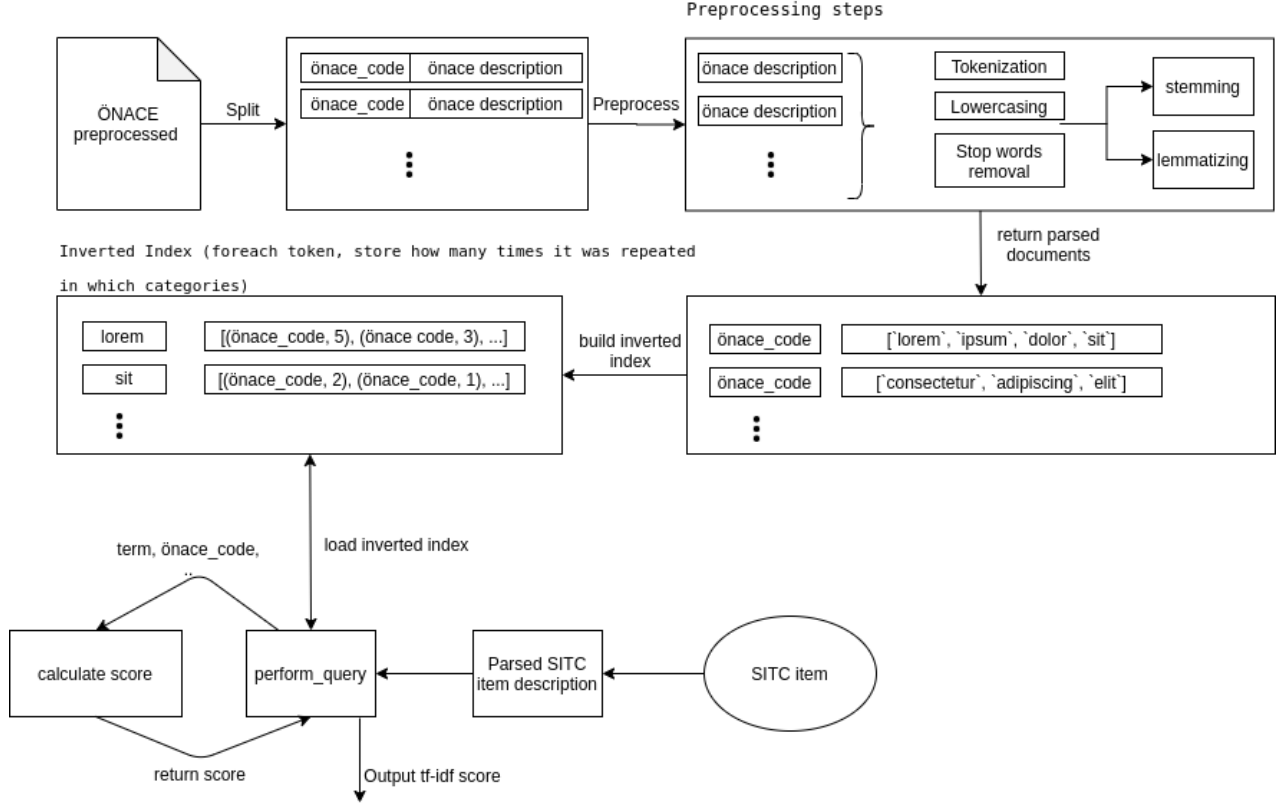 Preprocessing steps
ÖNACE
preprocessed
Split
önace_code
önace description
önace_code
önace description
Preprocess
önace description
önace description
Tokenization
Lowercasing
Stop words
removal
stemming
lemmatizing
return parsed
documents
Inverted Index (foreach token, store how many times it was repeated
in which categories)
lorem
[(önace_code, 5), (önace code, 3), ...]
sit
[(önace_code, 2), (önace_code, 1), ...]
build inverted
index
önace_code
[`lorem`, `ipsum`, `dolor`, `sit`]
önace_code
[`consectetur`, `adipiscing`, `elit`]
load inverted index
term, önace_code,
..
calculate score
perform_query
Parsed SITC
item description
SITC item
return score
Output tf-idf score